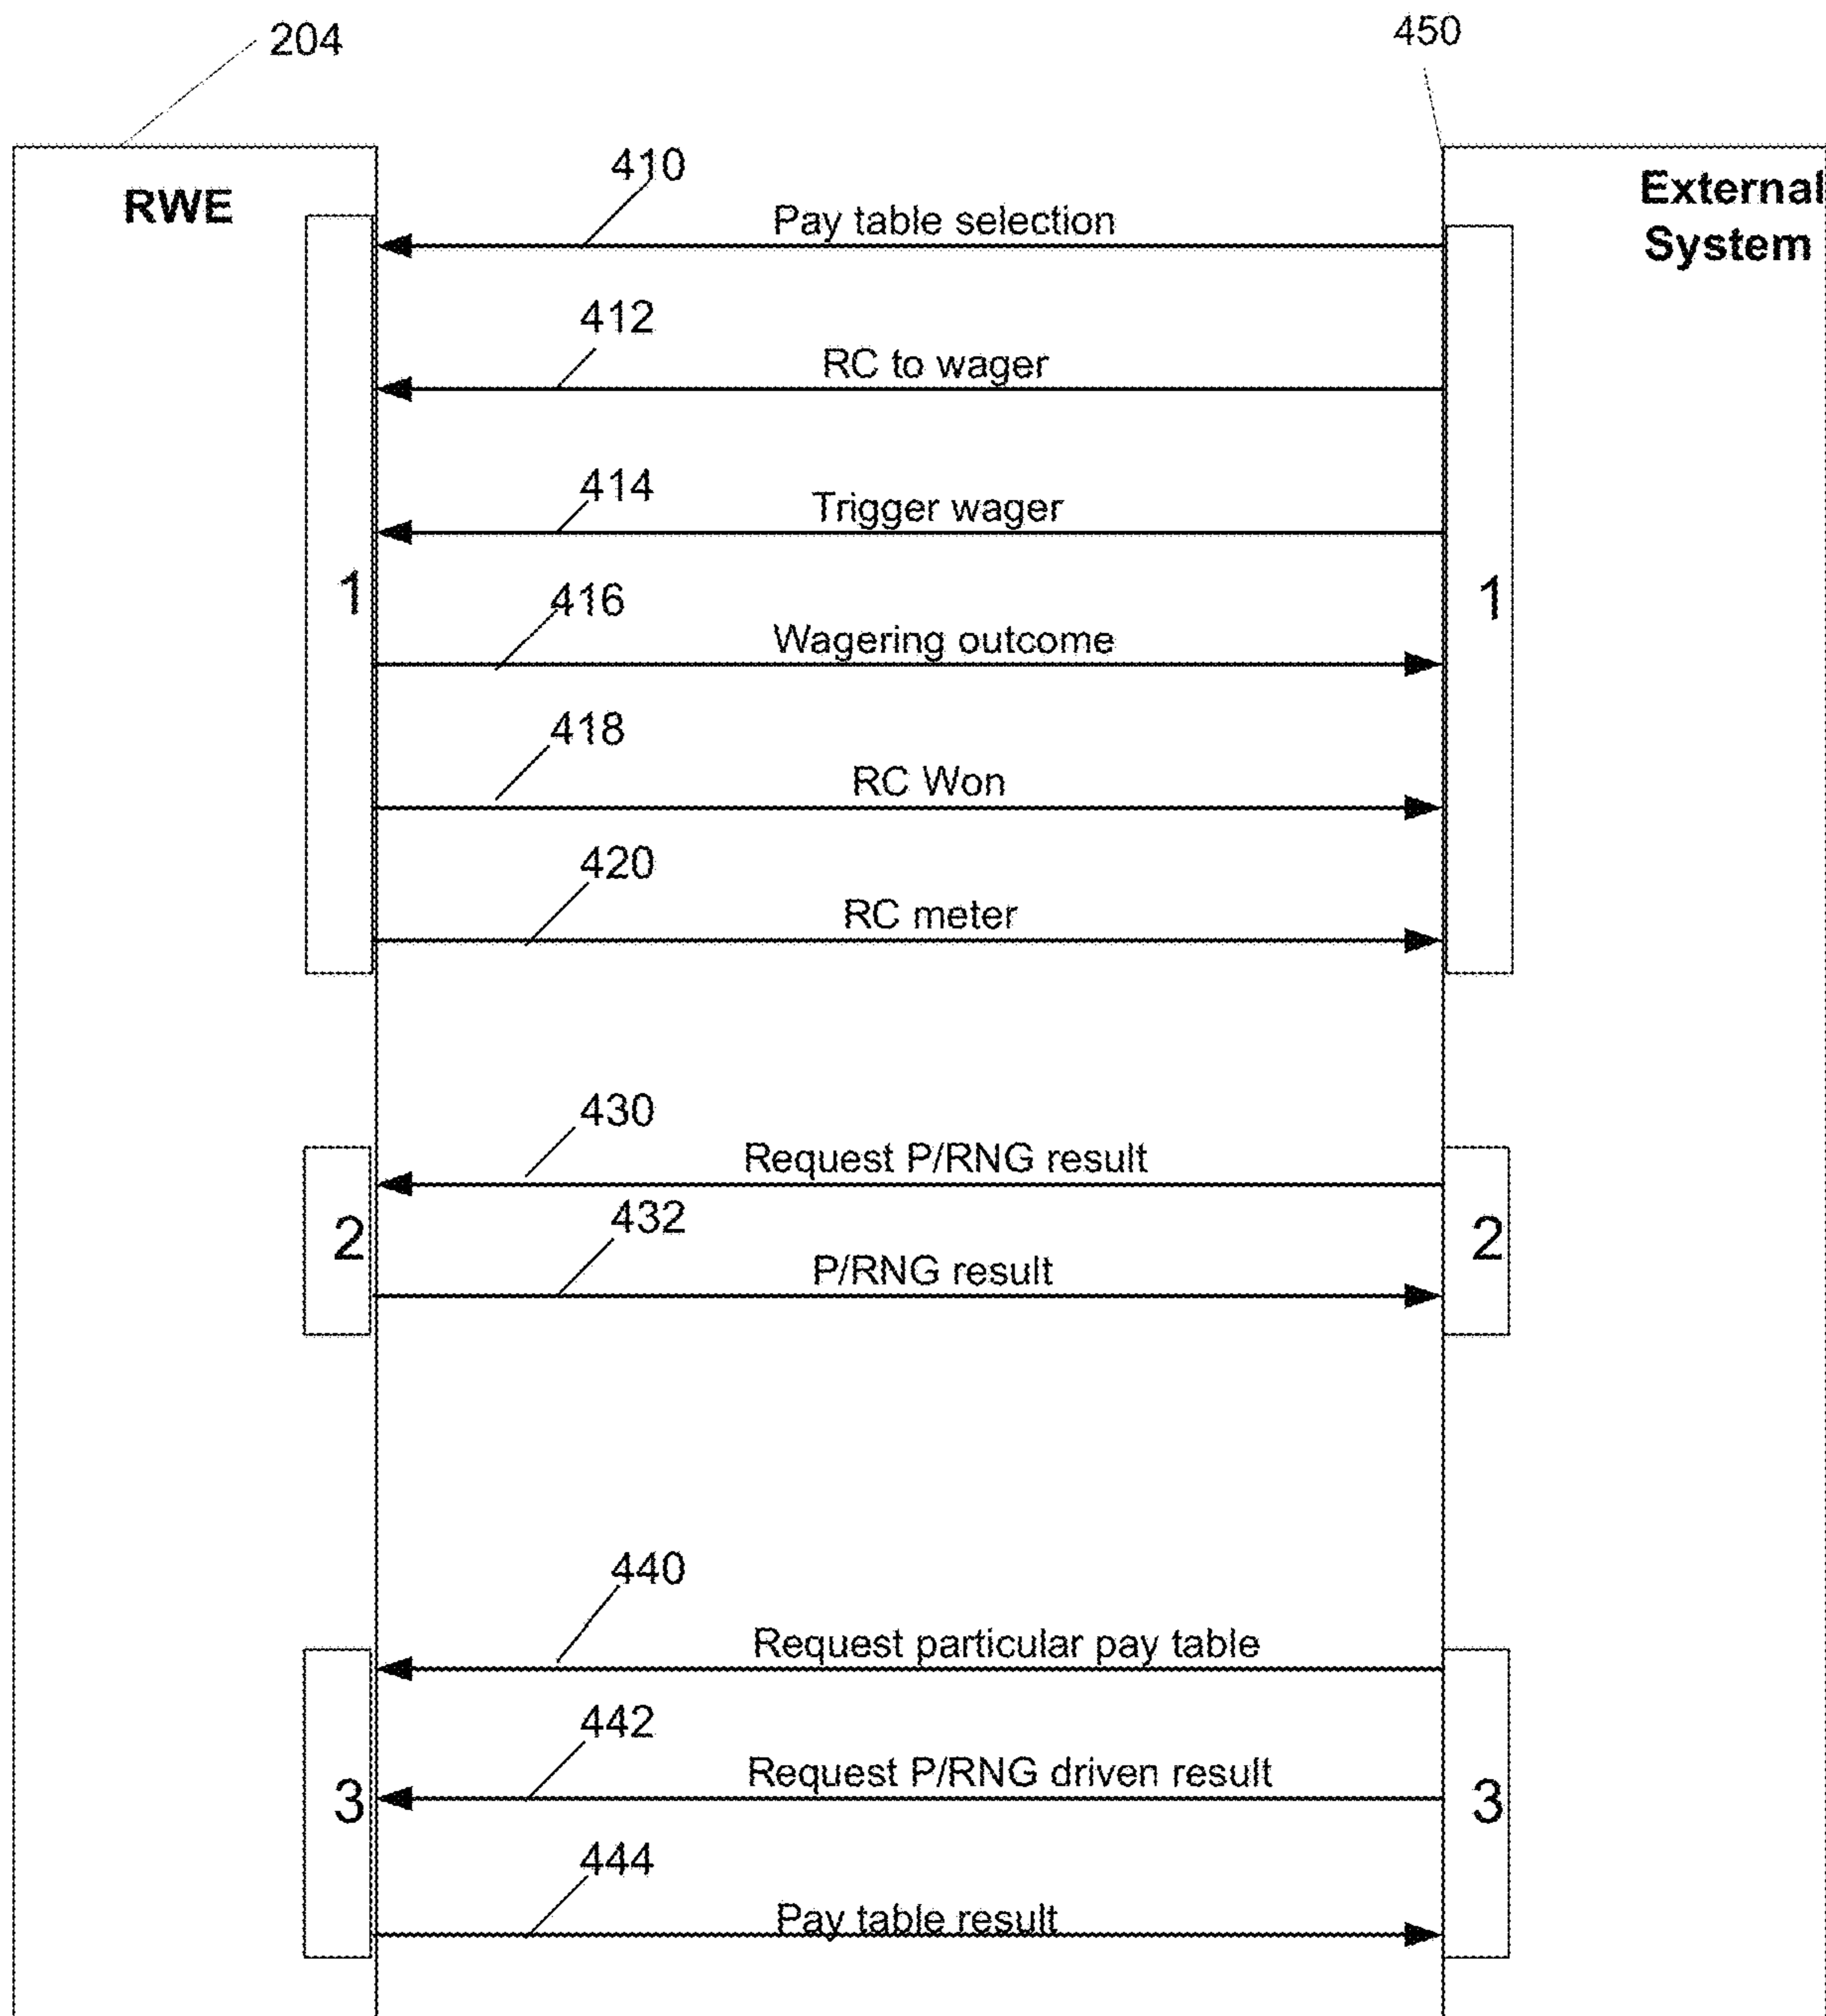 204
450
RWE
External
System
410
Pay table selection
412
RC to wager
414
Trigger wager
1
1
416
Wagering outcome
418
RC Won
420
RC meter
430
Request P/RNG result
2
2
432
P/RNG result
440
Request particular pay table
442
Request P/RNG driven result
3
3
444
Pay table result